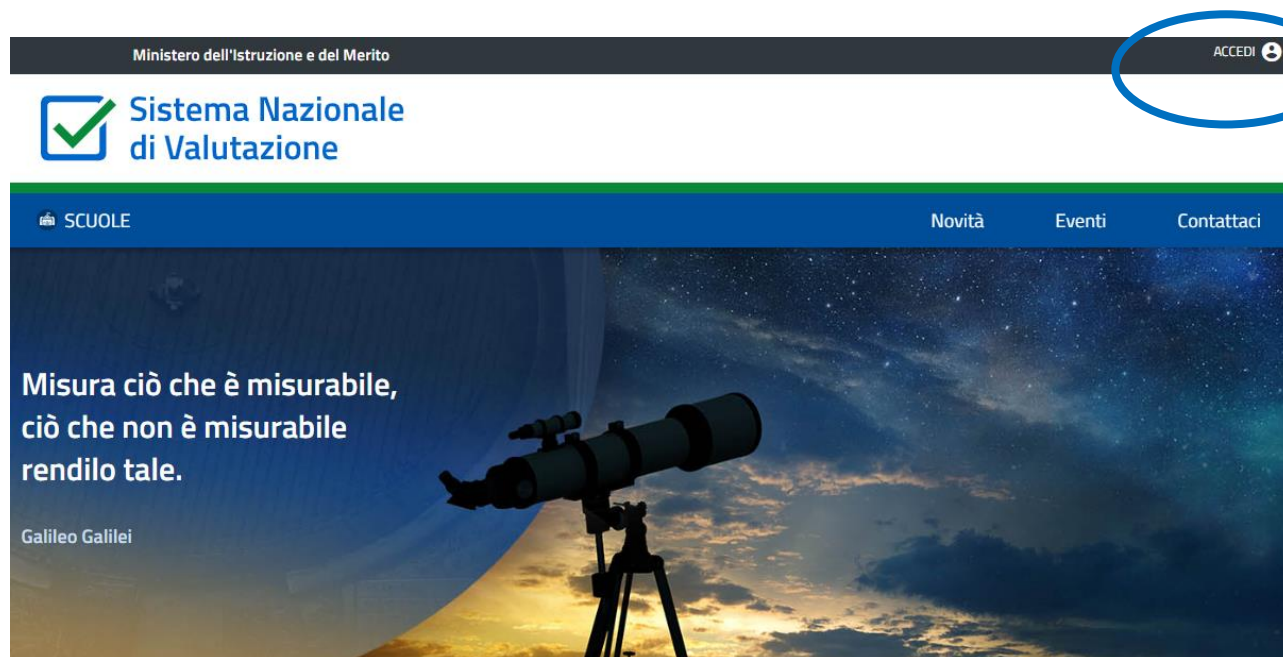 Ministero dell'Istruzione e del Merito
ACCEDI
Sistema Nazionale
di Valutazione
SCUOLE
Novità
Eventi
Contattaci
Misura ciò che è misurabile,
ciò che non è misurabile
rendilo tale.
Galileo Galilei